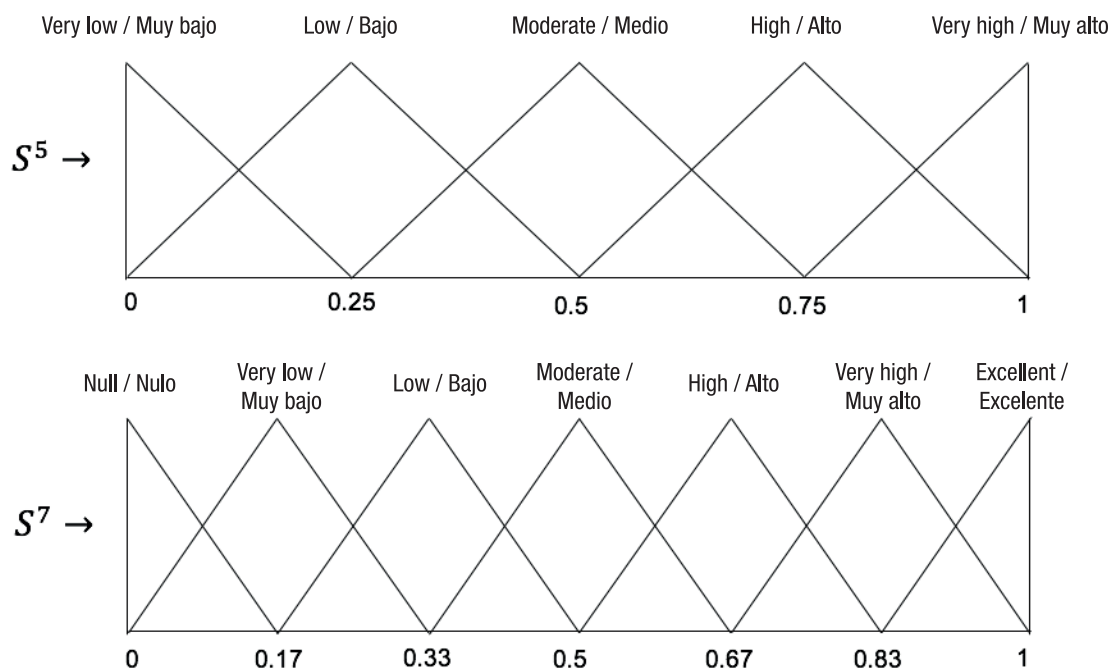 Very low / Muy bajo Low / Bajo Moderate / Medio High / Alto Very high / Muy alto
S⁵ →
0 0.25 0.5 0.75 1
Null / Nulo Very low / Low / Bajo Moderate / High / Alto Very high / Excellent /
Muy bajo Medio Muy alto Excelente
S⁷ →
0 0.17 0.33 0.5 0.67 0.83 1